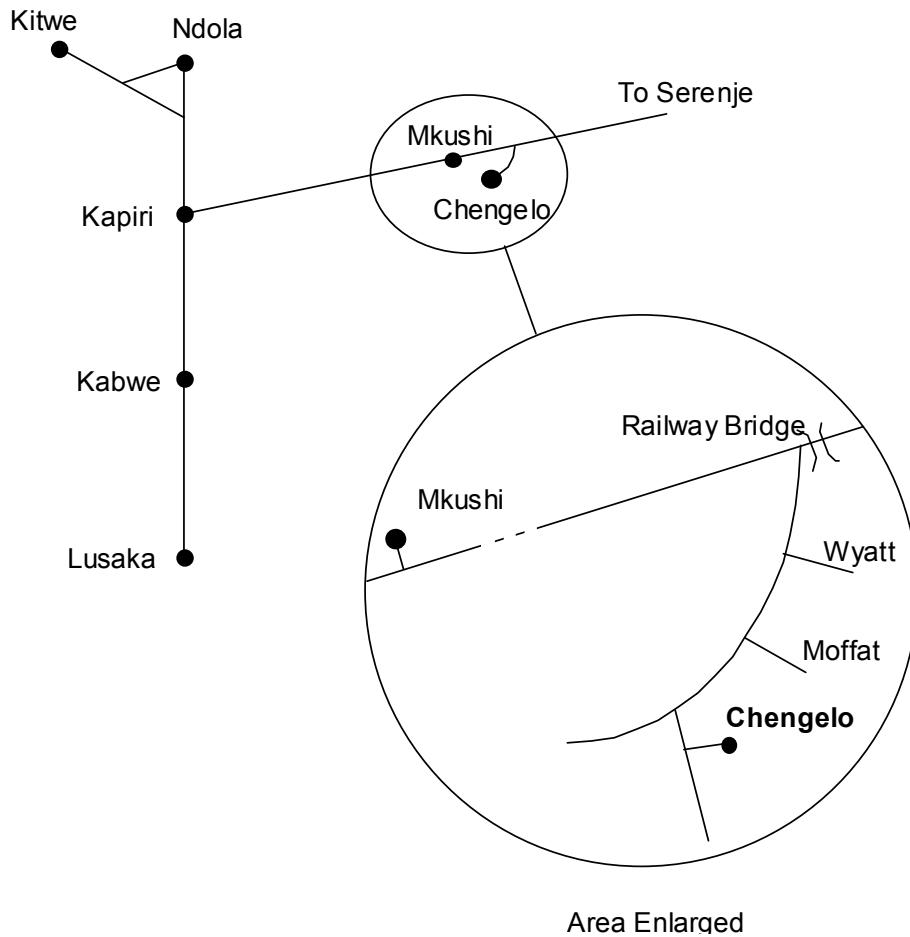 Kitwe
Ndola
To Serenje
Mkushi
Chengelo
Kapiri
Kabwe
Railway Bridge
Mkushi
Lusaka
Wyatt
Moffat
Chengelo
Area Enlarged